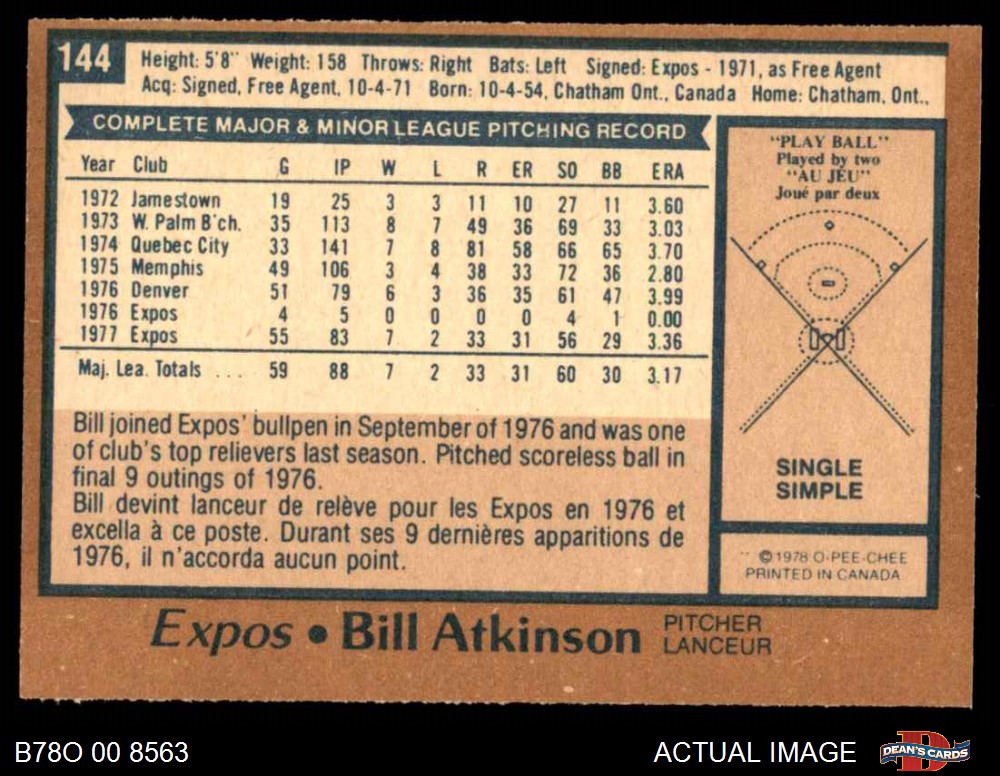 144
Height: 5'8" Weight: 158 Throws: Right Bats: Left Signed: Expos - 1971, as Free Agent
Acq: Signed, Free Agent, 10-4-71 Born: 10-4-54, Chatham Ont., Canada Home: Chatham, Ont.,
COMPLETE MAJOR & MINOR LEAGUE PITCHING RECORD
Year Club G IP W L R ER SO BB ERA
1972 Jamestown 19 25 3 3 11 10 27 11 3.60
1973 W. Palm B'ch. 35 113 8 7 49 36 69 33 3.03
1974 Quebec City 33 141 7 8 81 58 66 65 3.70
1975 Memphis 49 106 3 4 38 33 72 36 2.80
1976 Denver 51 79 6 3 36 35 61 47 3.99
1976 Expos 4 5 0 0 0 0 4 1 0.00
1977 Expos 55 83 7 2 33 31 56 29 3.36
Maj. Lea. Totals ... 59 88 7 2 33 31 60 30 3.17
Bill joined Expos' bullpen in September of 1976 and was one
of club's top relievers last season. Pitched scoreless ball in
final 9 outings of 1976.
Bill devint lanceur de relève pour les Expos en 1976 et
excella à ce poste. Durant ses 9 dernières apparitions de
1976, il n'accorda aucun point.
"PLAY BALL"
Played by two
"AU JEU"
Joué par deux
SINGLE
SIMPLE
©1978 O-PEE-CHEE
PRINTED IN CANADA
Expos • Bill Atkinson
PITCHER
LANCEUR
B78O 00 8563
ACTUAL IMAGE
D
DEAN'S CARDS